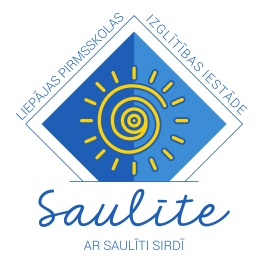 LIEPĀJAS PIRMSSKOLAS
IZGLĪTĪBAS IESTĀDE
Saulīte
AR SAULĪTI SIRDĪ